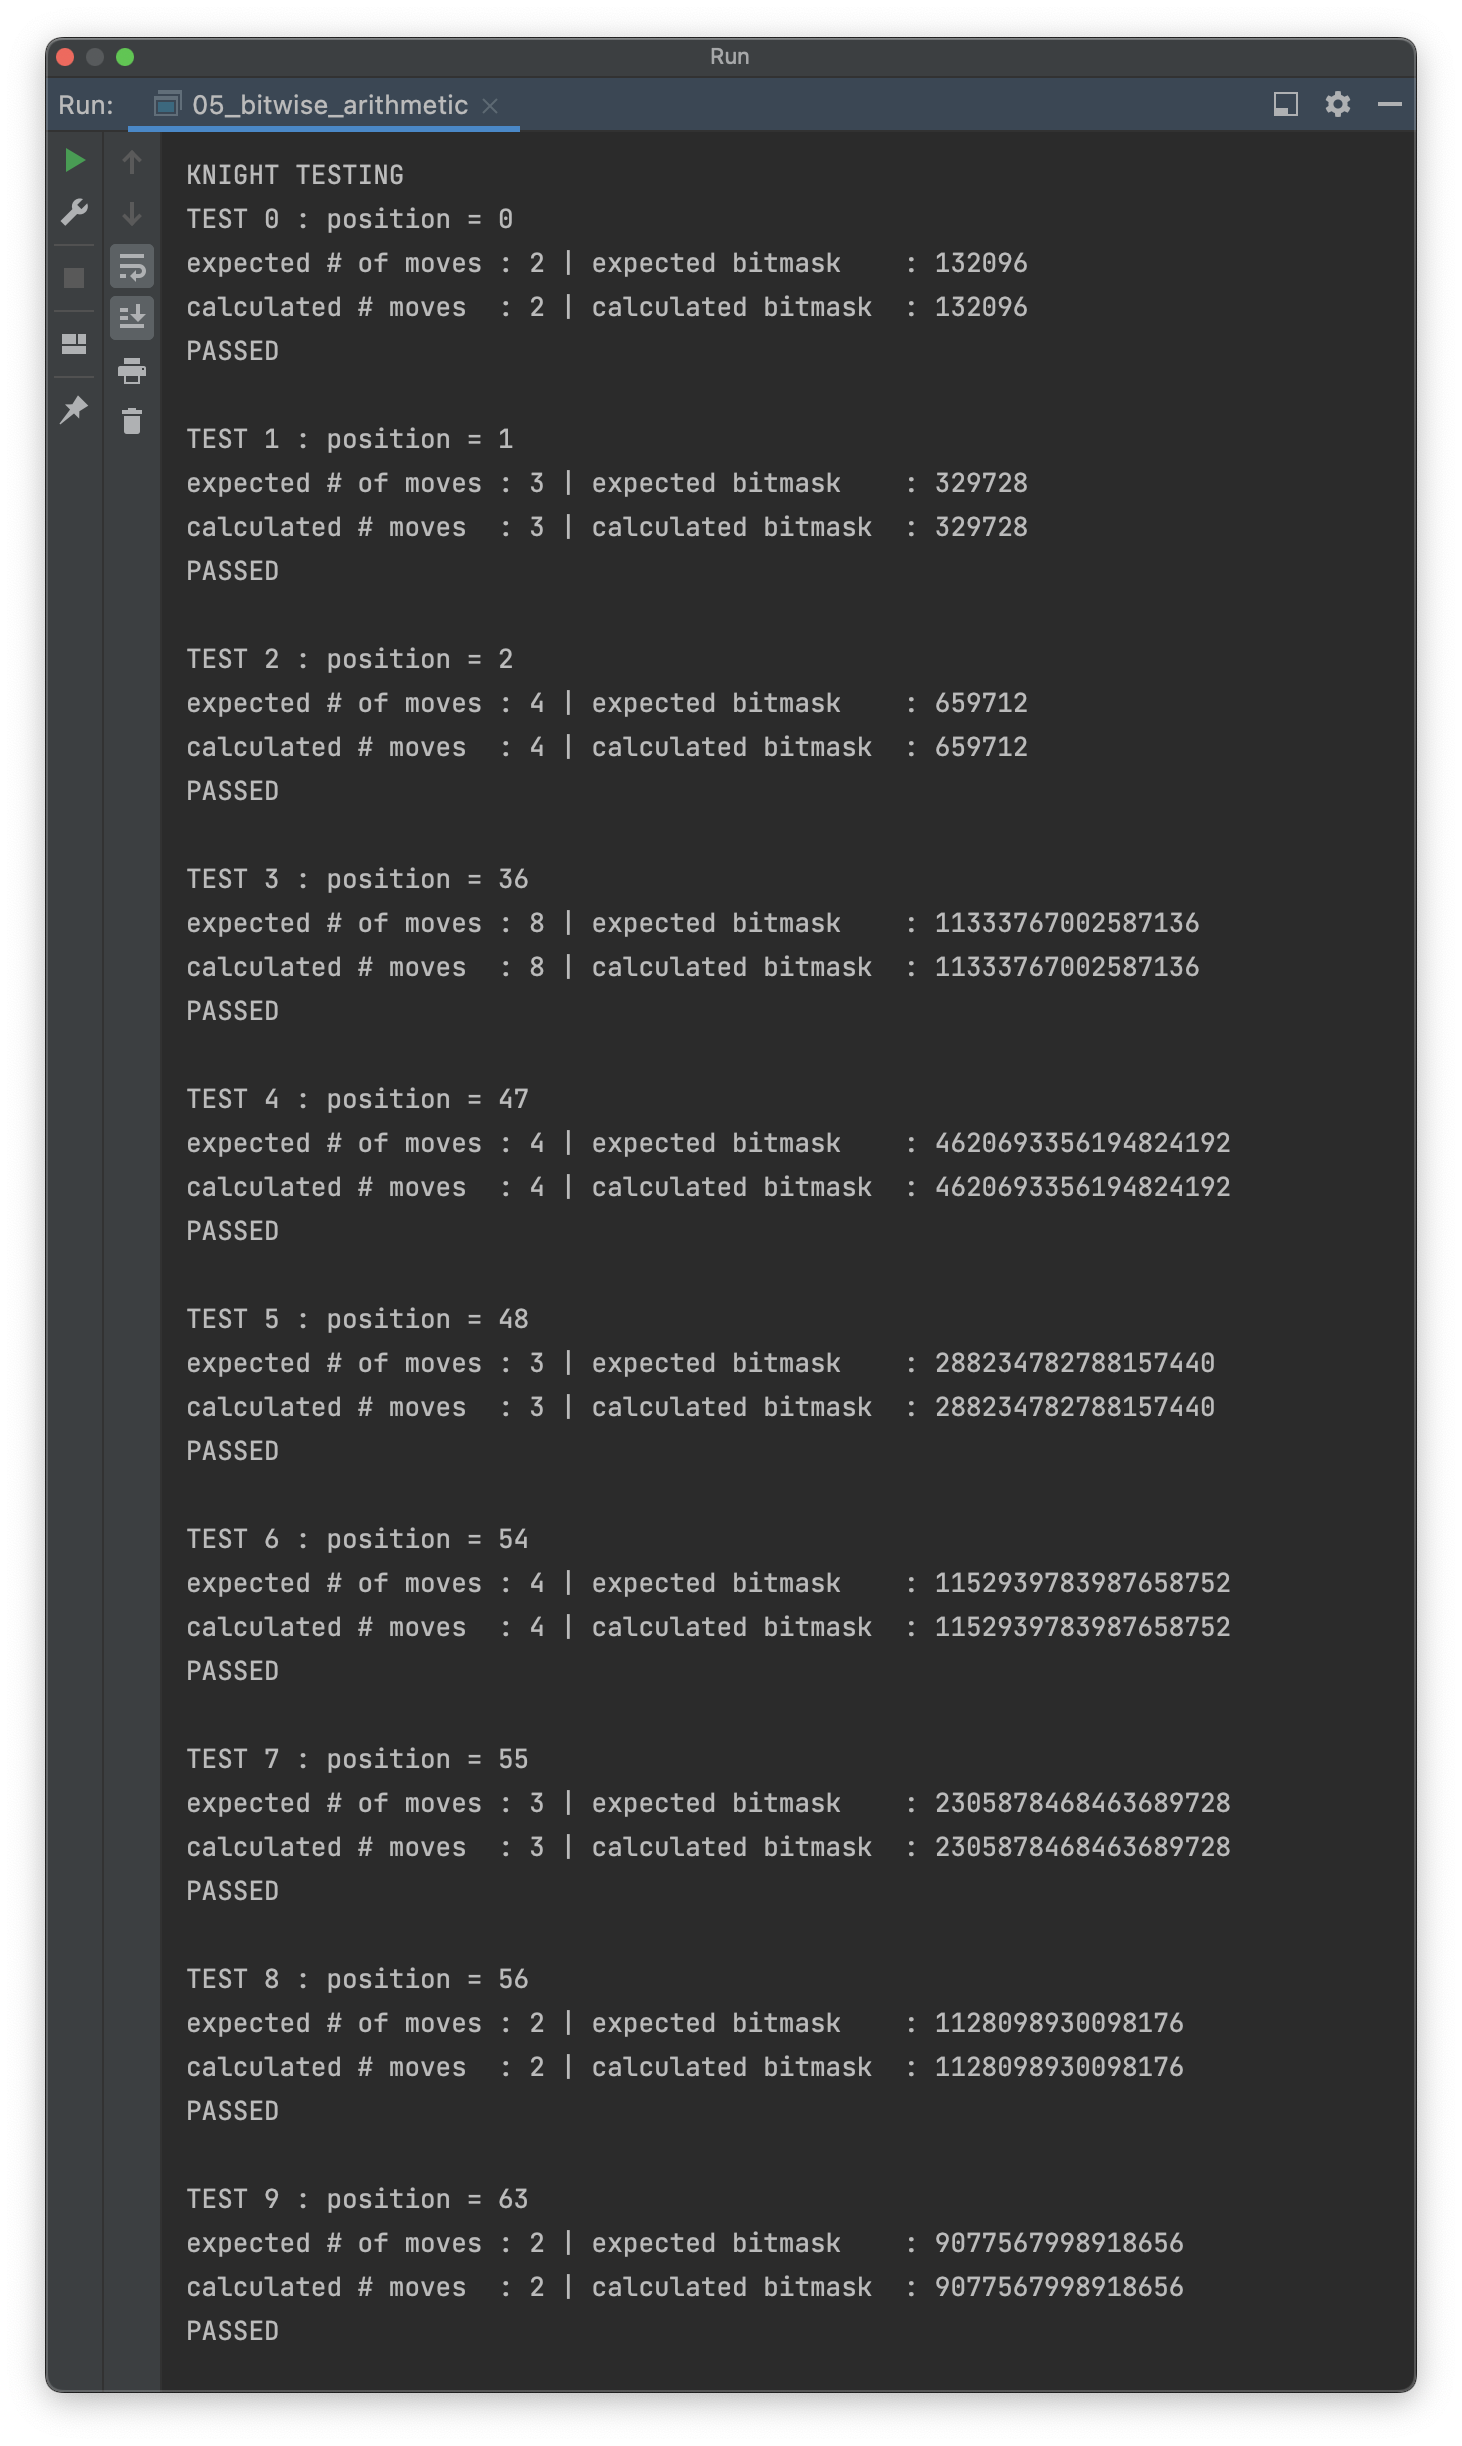 Run
Run: 05_bitwise_arithmetic
KNIGHT TESTING
TEST 0 : position = 0
expected # of moves : 2 | expected bitmask    : 132096
calculated # moves  : 2 | calculated bitmask  : 132096
PASSED
TEST 1 : position = 1
expected # of moves : 3 | expected bitmask    : 329728
calculated # moves  : 3 | calculated bitmask  : 329728
PASSED
TEST 2 : position = 2
expected # of moves : 4 | expected bitmask    : 659712
calculated # moves  : 4 | calculated bitmask  : 659712
PASSED
TEST 3 : position = 36
expected # of moves : 8 | expected bitmask    : 11333767002587136
calculated # moves  : 8 | calculated bitmask  : 11333767002587136
PASSED
TEST 4 : position = 47
expected # of moves : 4 | expected bitmask    : 4620693356194824192
calculated # moves  : 4 | calculated bitmask  : 4620693356194824192
PASSED
TEST 5 : position = 48
expected # of moves : 3 | expected bitmask    : 288234782788157440
calculated # moves  : 3 | calculated bitmask  : 288234782788157440
PASSED
TEST 6 : position = 54
expected # of moves : 4 | expected bitmask    : 1152939783987658752
calculated # moves  : 4 | calculated bitmask  : 1152939783987658752
PASSED
TEST 7 : position = 55
expected # of moves : 3 | expected bitmask    : 2305878468463689728
calculated # moves  : 3 | calculated bitmask  : 2305878468463689728
PASSED
TEST 8 : position = 56
expected # of moves : 2 | expected bitmask    : 1128098930098176
calculated # moves  : 2 | calculated bitmask  : 1128098930098176
PASSED
TEST 9 : position = 63
expected # of moves : 2 | expected bitmask    : 9077567998918656
calculated # moves  : 2 | calculated bitmask  : 9077567998918656
PASSED